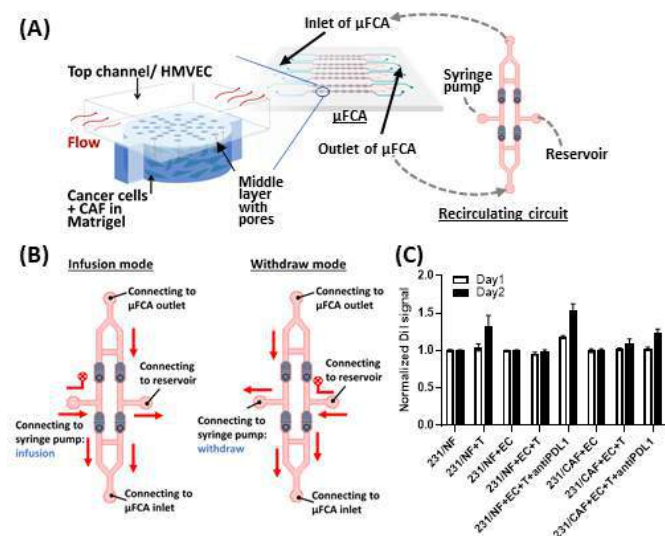 (A)
Inlet of μFCA
Top channel/ HMVEC
Syringe
pump
Flow
μFCA
Outlet of μFCA
Reservoir
Cancer cells
+ CAF in
Matrigel
Middle
layer
with
pores
Recirculating circuit
(B)
Infusion mode
Connecting to
μFCA outlet
Connecting
to reservoir
Connecting to
syringe pump:
infusion
Connecting to
μFCA inlet
Withdraw mode
Connecting to
μFCA outlet
Connecting
to reservoir
Connecting to
syringe pump:
withdraw
Connecting to
μFCA inlet
(C)
Normalized DiI signal
2.0
1.5
1.0
0.5
0.0
Day1
Day2
231/NF
231/NF+T
231/NF+EC
231/NF+EC+T
231/NF+EC+T+antiPDL1
231/CAF+EC
231/CAF+EC+T
231/CAF+EC+T+antiPDL1